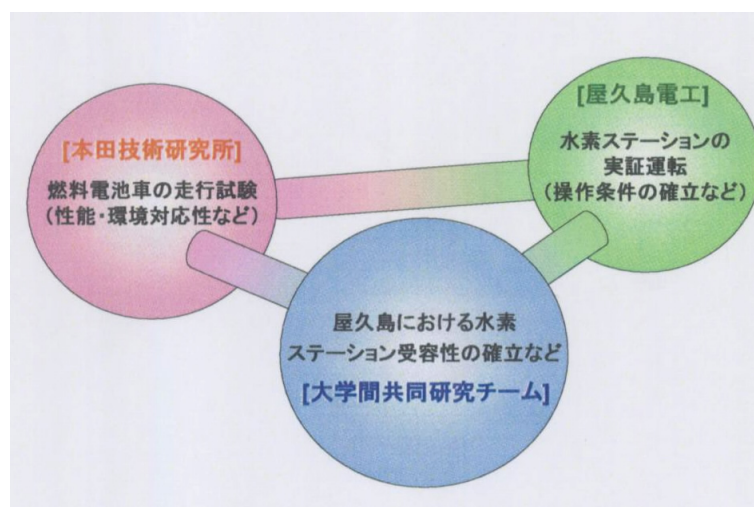 [本田技術研究所]
燃料電池車の走行試験
(性能・環境対応性など)
[屋久島電工]
水素ステーションの
実証運転
(操作条件の確立など)
屋久島における水素
ステーション受容性の確立など
[大学間共同研究チーム]